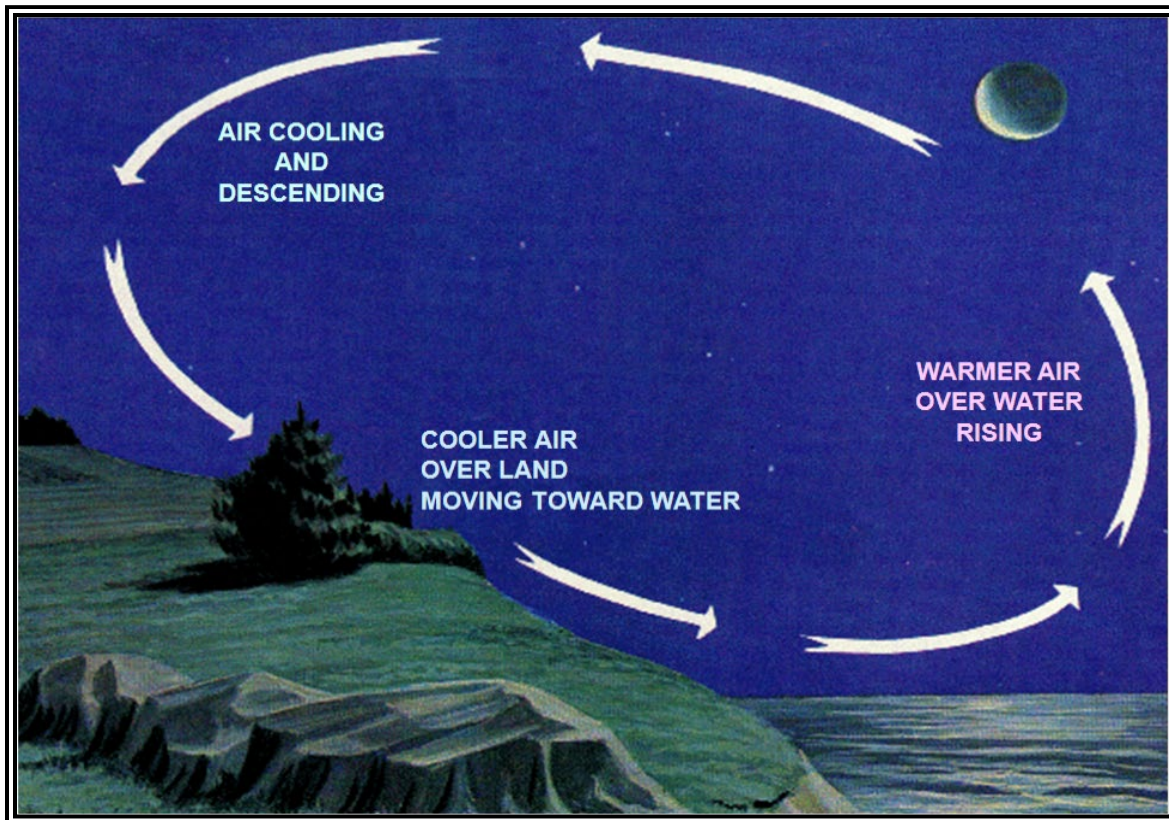 AIR COOLING
AND
DESCENDING
WARMER AIR
OVER WATER
RISING
COOLER AIR
OVER LAND
MOVING TOWARD WATER